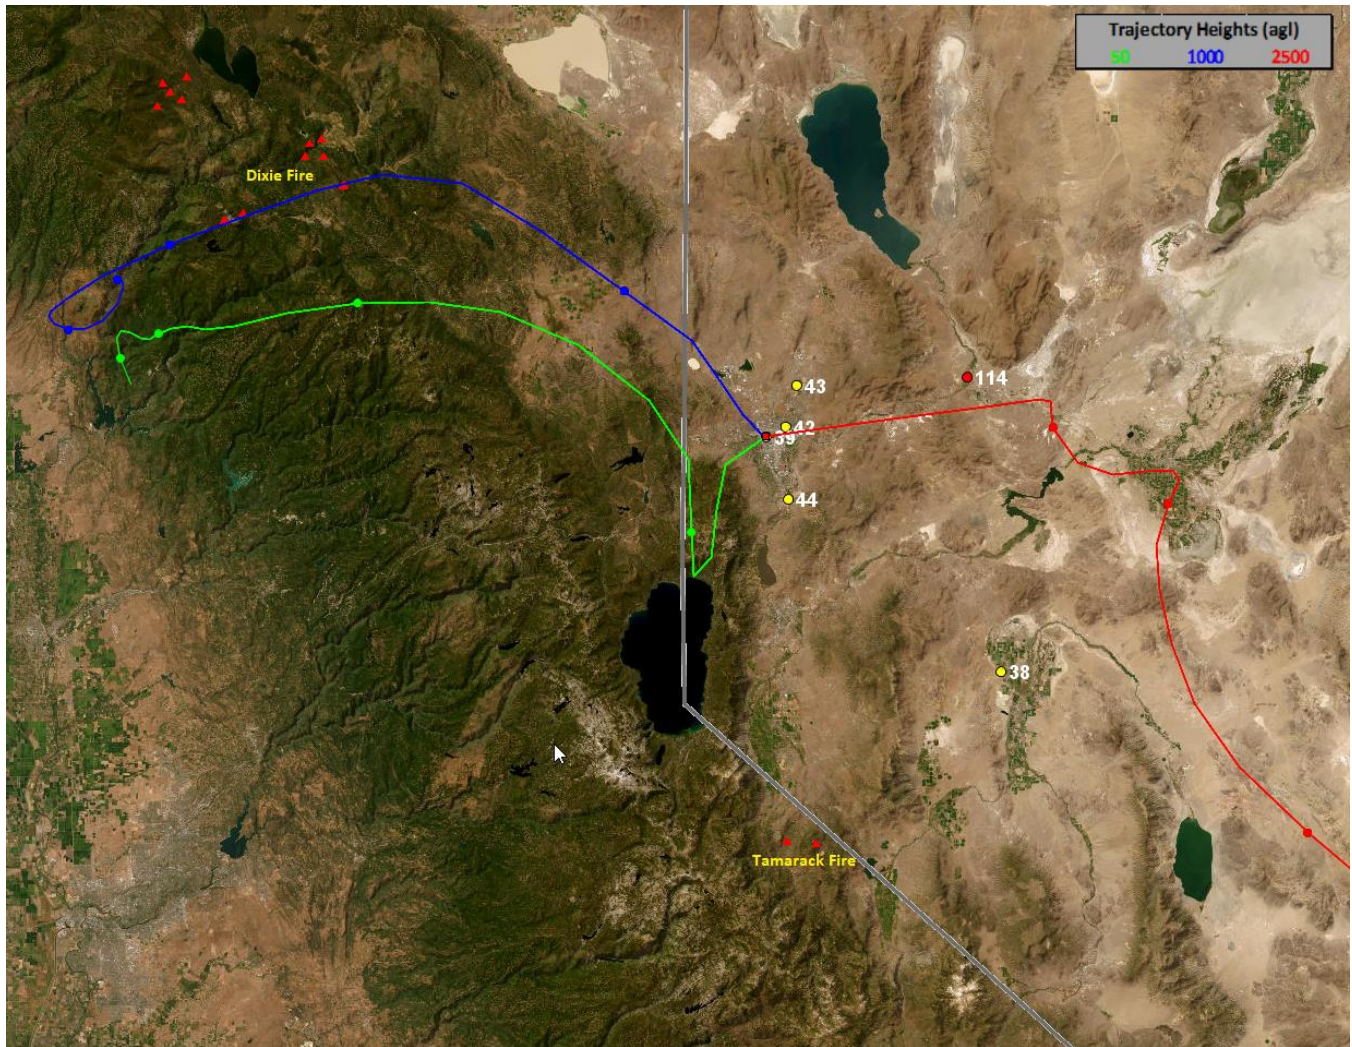 Trajectory Heights (agl)
50 1000 2500
Dixie Fire
114
43
42
39
44
38
Tamarack Fire